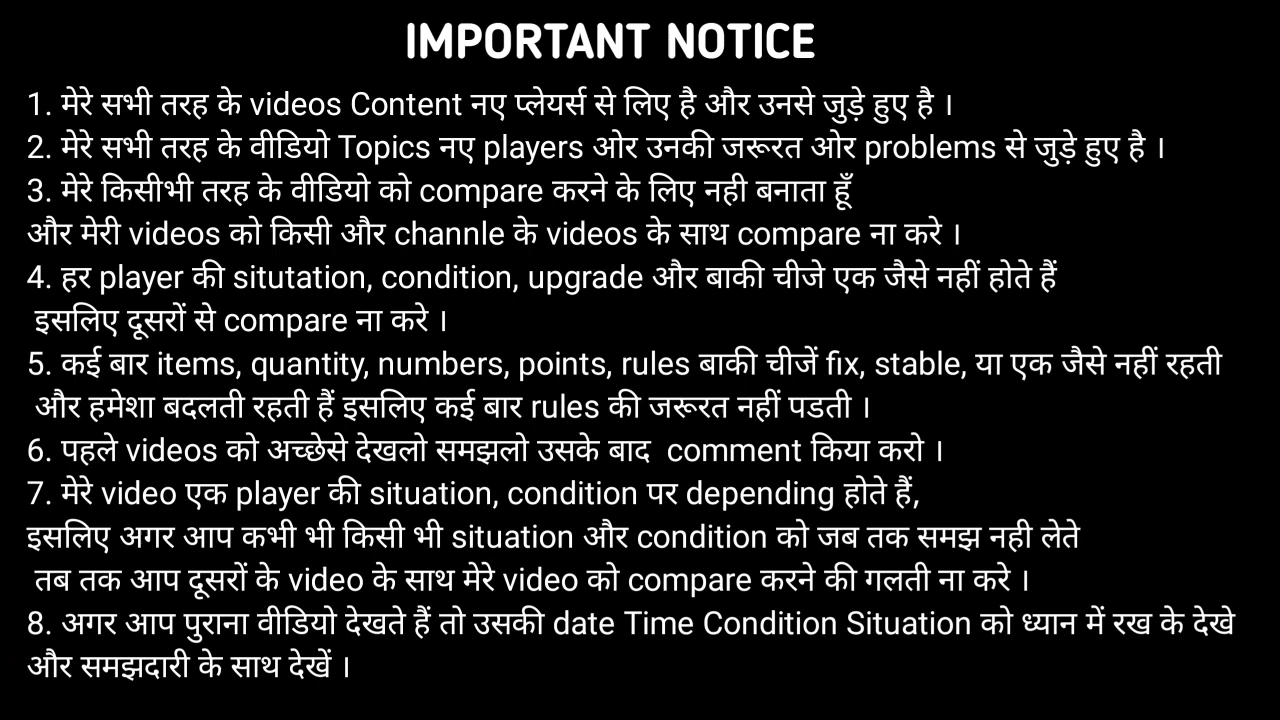 IMPORTANT NOTICE
1. मेरे सभी तरह के videos Content नए प्लेयर्स से लिए है और उनसे जुड़े हुए है ।
2. मेरे सभी तरह के वीडियो Topics नए players ओर उनकी जरूरत ओर problems से जुड़े हुए है ।
3. मेरे किसीभी तरह के वीडियो को compare करने के लिए नही बनाता हूँ
और मेरी videos को किसी और channle के videos के साथ compare ना करे ।
4. हर player की situtation, condition, upgrade और बाकी चीजे एक जैसे नहीं होते हैं
इसलिए दूसरों से compare ना करे ।
5. कई बार items, quantity, numbers, points, rules बाकी चीजें fix, stable, या एक जैसे नहीं रहती
और हमेशा बदलती रहती हैं इसलिए कई बार rules की जरूरत नहीं पडती ।
6. पहले videos को अच्छेसे देखलो समझलो उसके बाद  comment किया करो ।
7. मेरे video एक player की situation, condition पर depending होते हैं,
इसलिए अगर आप कभी भी किसी भी situation और condition को जब तक समझ नही लेते
तब तक आप दूसरों के video के साथ मेरे video को compare करने की गलती ना करे ।
8. अगर आप पुराना वीडियो देखते हैं तो उसकी date Time Condition Situation को ध्यान में रख के देखे
और समझदारी के साथ देखें ।